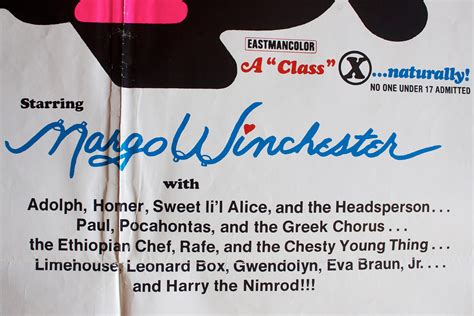 EASTMANCOLOR
A “Class” X...naturally!
NO ONE UNDER 17 ADMITTED
Starring
Margo Winchester
with
Adolph, Homer, Sweet li'l Alice, and the Headsperson...
Paul, Pocahontas, and the Greek Chorus...
the Ethiopian Chef, Rafe, and the Chesty Young Thing...
Limehouse, Leonard Box, Gwendolyn, Eva Braun, Jr....
and Harry the Nimrod!!!